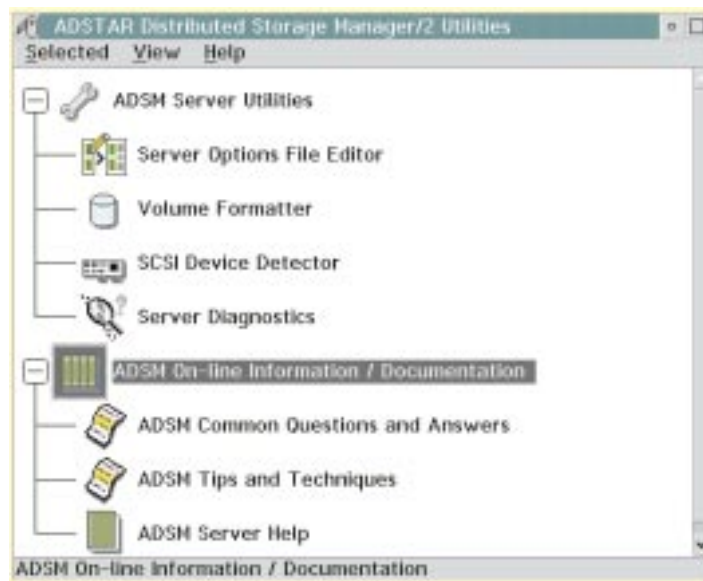 ADSTAR Distributed Storage Manager/2 Utilities
Selected View Help
ADSM Server Utilities
Server Options File Editor
Volume Formatter
SCSI Device Detector
Server Diagnostics
ADSM On-line Information / Documentation
ADSM Common Questions and Answers
ADSM Tips and Techniques
ADSM Server Help
ADSM On-line Information / Documentation